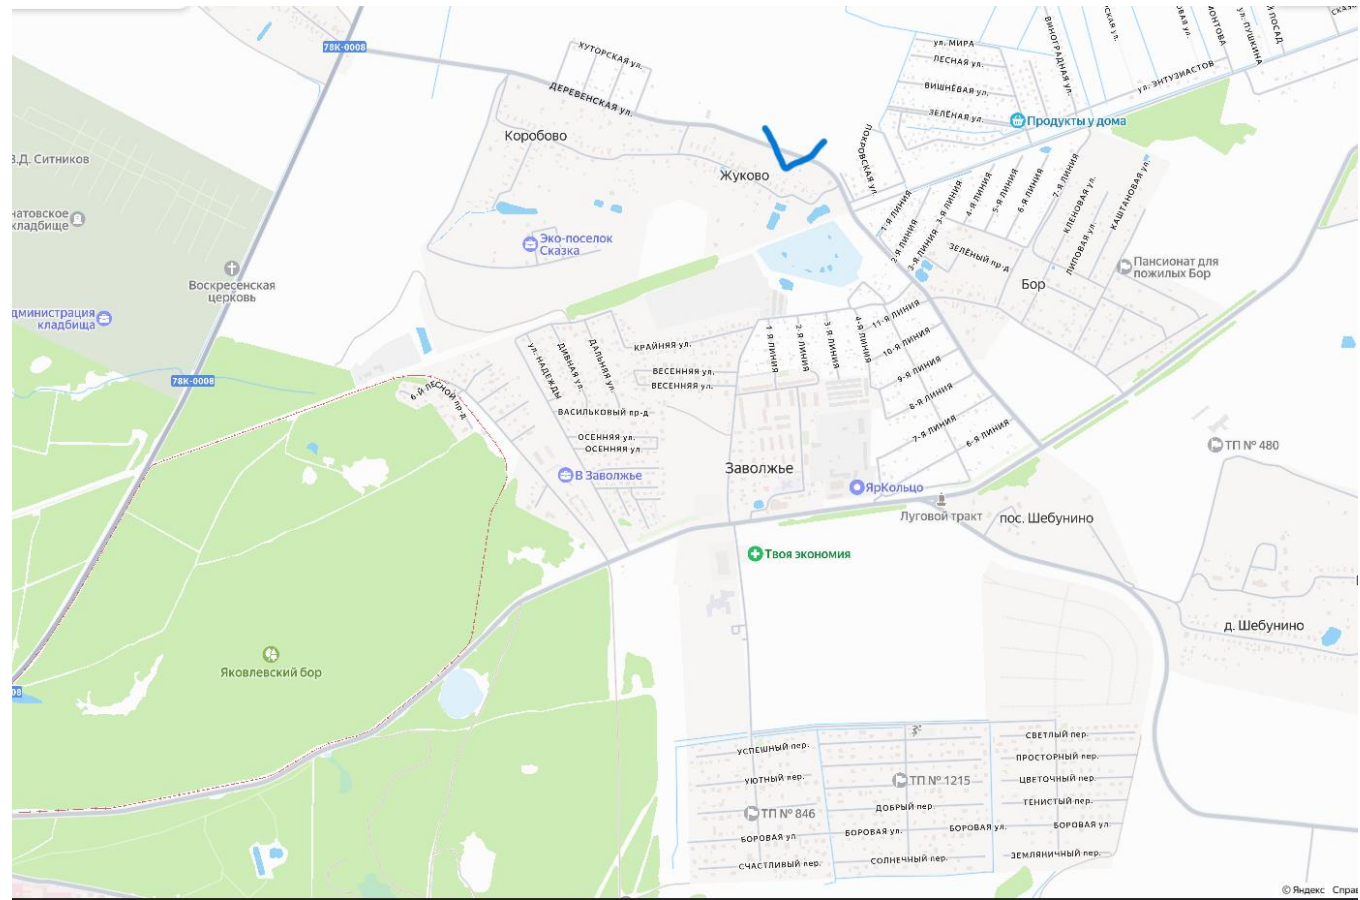 78К-0008
ХУТОРСКАЯ ул.
ДЕРЕВЕНСКАЯ ул.
Коробово
Жуково
ПОКРОВСКАЯ ул.
ул. МИРА
ЛЕСНАЯ ул.
ВИШНЁВАЯ ул.
ЗЕЛЁНАЯ ул.
Продукты у дома
ВИНОГРАДНАЯ ул.
ул. ЭНТУЗИАСТОВ
ул. ПУШКИНА
В.Д. Ситников
Эко-поселок
Сказка
Воскресенская
церковь
дминистрация
кладбища
78К-0008
1-Я ЛИНИЯ
2-Я ЛИНИЯ
3-Я ЛИНИЯ
3-Я ЛИНИЯ
4-Я ЛИНИЯ
5-Я ЛИНИЯ
6-Я ЛИНИЯ
7-Я ЛИНИЯ
КЛЕНОВАЯ ул.
ЛИПОВАЯ ул.
КАШТАНОВАЯ ул.
ЗЕЛЁНЫЙ пр-д
Бор
Пансионат для
пожилых Бор
КРАЙНЯЯ ул.
ВЕСЕННЯЯ ул.
ВЕСЕННЯЯ ул.
ул. НАДЕЖДЫ
ДИВНАЯ ул.
ДАЛЬНЯЯ ул.
6-Й ЛЕСНОЙ пр-д
ВАСИЛЬКОВЫЙ пр-д
ОСЕННЯЯ ул.
ОСЕННЯЯ ул.
1-Я ЛИНИЯ
2-Я ЛИНИЯ
3-Я ЛИНИЯ
4-Я ЛИНИЯ
11-Я ЛИНИЯ
10-Я ЛИНИЯ
9-Я ЛИНИЯ
8-Я ЛИНИЯ
7-Я ЛИНИЯ
6-Я ЛИНИЯ
ТП № 480
В Заволжье
Заволжье
ЯрКольцо
Луговой тракт
пос. Шебунино
Твоя экономия
д. Шебунино
Яковлевский бор
УСПЕШНЫЙ пер.
УЮТНЫЙ пер.
ТП № 846
БОРОВАЯ ул.
СЧАСТЛИВЫЙ пер.
ТП № 1215
ДОБРЫЙ пер.
БОРОВАЯ ул.
СОЛНЕЧНЫЙ пер.
БОРОВАЯ ул.
СВЕТЛЫЙ пер.
ПРОСТОРНЫЙ пер.
ЦВЕТОЧНЫЙ пер.
ТЕНИСТЫЙ пер.
БОРОВАЯ ул.
ЗЕМЛЯНИЧНЫЙ пер.
© Яндекс Справ